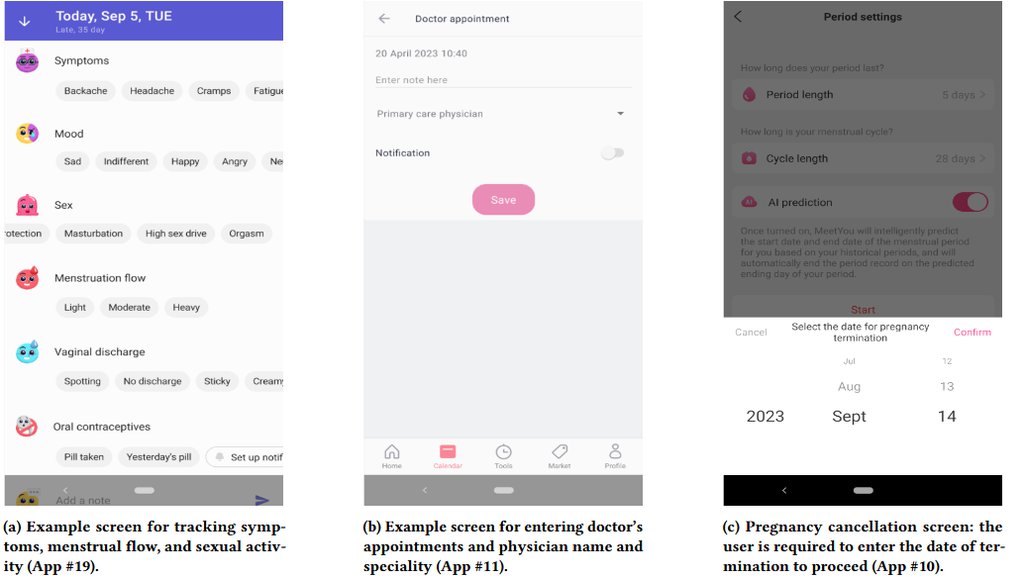 Today, Sep 5, TUE
Late, 35 day
Symptoms
Backache Headache Cramps Fatigue
Mood
Sad Indifferent Happy Angry Ne
Sex
rotection Masturbation High sex drive Orgasm
Menstruation flow
Light Moderate Heavy
Vaginal discharge
Spotting No discharge Sticky Creamy
Oral contraceptives
Pill taken Yesterday's pill Set up notif
Add a note
(a) Example screen for tracking symp-
toms, menstrual flow, and sexual activ-
ity (App #19).
Doctor appointment
20 April 2023 10:40
Enter note here
Primary care physician
Notification
Save
Home Calendar Tools Market Profile
(b) Example screen for entering doctor's
appointments and physician name and
speciality (App #11).
Period settings
How long does your period last?
Period length 5 days >
How long is your menstrual cycle?
Cycle length 28 days >
AI AI prediction
Once turned on, MeetYou will intelligently predict
the start date and end date of the menstrual period
for you based on your historical periods, and will
automatically end the period record on the predicted
ending day of your period.
Start
Cancel Select the date for pregnancy Confirm
termination
Jul 12
Aug 13
2023 Sept 14
(c) Pregnancy cancellation screen: the
user is required to enter the date of ter-
mination to proceed (App #10).